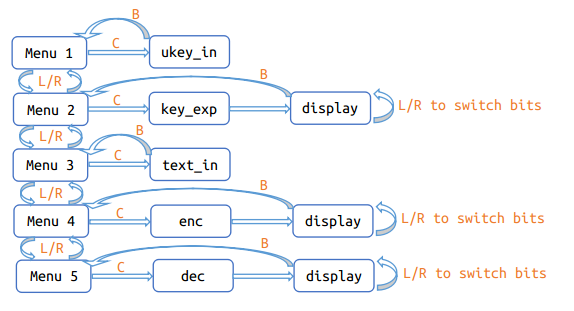 B
Menu 1 C ukey_in
L/R B
Menu 2 C key_exp display L/R to switch bits
L/R B
Menu 3 C text_in
L/R B
Menu 4 C enc display L/R to switch bits
L/R B
Menu 5 C dec display L/R to switch bits